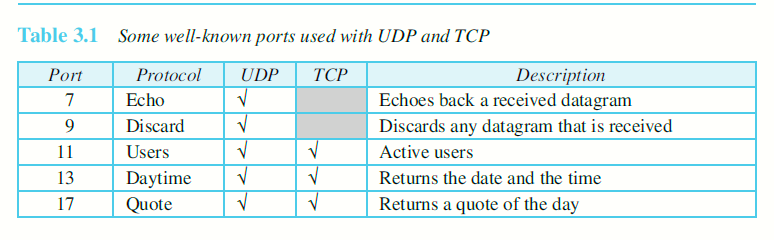 Table 3.1 Some well-known ports used with UDP and TCP
Port Protocol UDP TCP Description
7 Echo √ Echoes back a received datagram
9 Discard √ Discards any datagram that is received
11 Users √ √ Active users
13 Daytime √ √ Returns the date and the time
17 Quote √ √ Returns a quote of the day